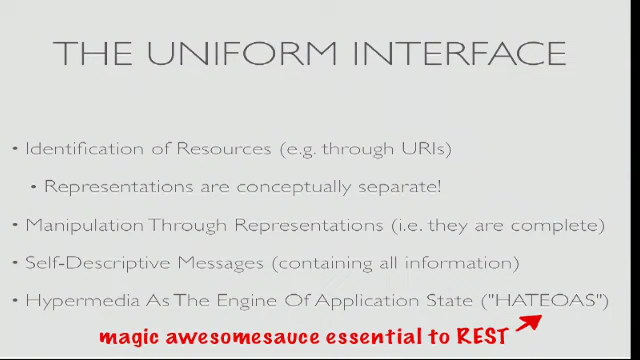 THE UNIFORM INTERFACE
• Identification of Resources (e.g. through URIs)
• Representations are conceptually separate!
• Manipulation Through Representations (i.e. they are complete)
• Self-Descriptive Messages (containing all information)
• Hypermedia As The Engine Of Application State ("HATEOAS")
magic awesomesauce essential to REST